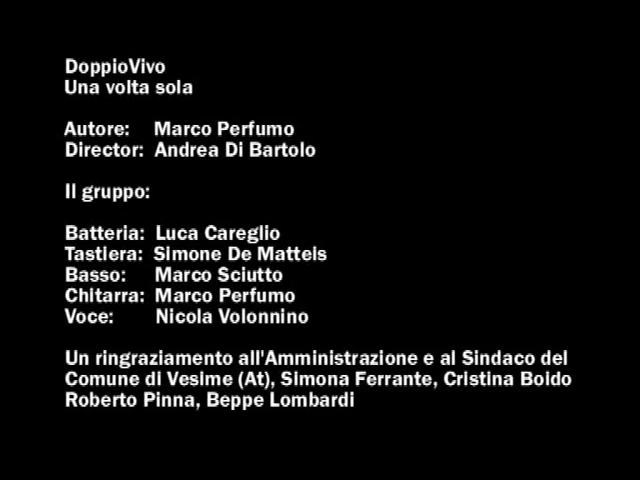 DoppioVivo
Una volta sola
Autore: Marco Perfumo
Director: Andrea Di Bartolo
Il gruppo:
Batteria: Luca Careglio
Tastiera: Simone De Matteis
Basso: Marco Sciutto
Chitarra: Marco Perfumo
Voce: Nicola Volonnino
Un ringraziamento all'Amministrazione e al Sindaco del
Comune di Vesime (At), Simona Ferrante, Cristina Boido
Roberto Pinna, Beppe Lombardi